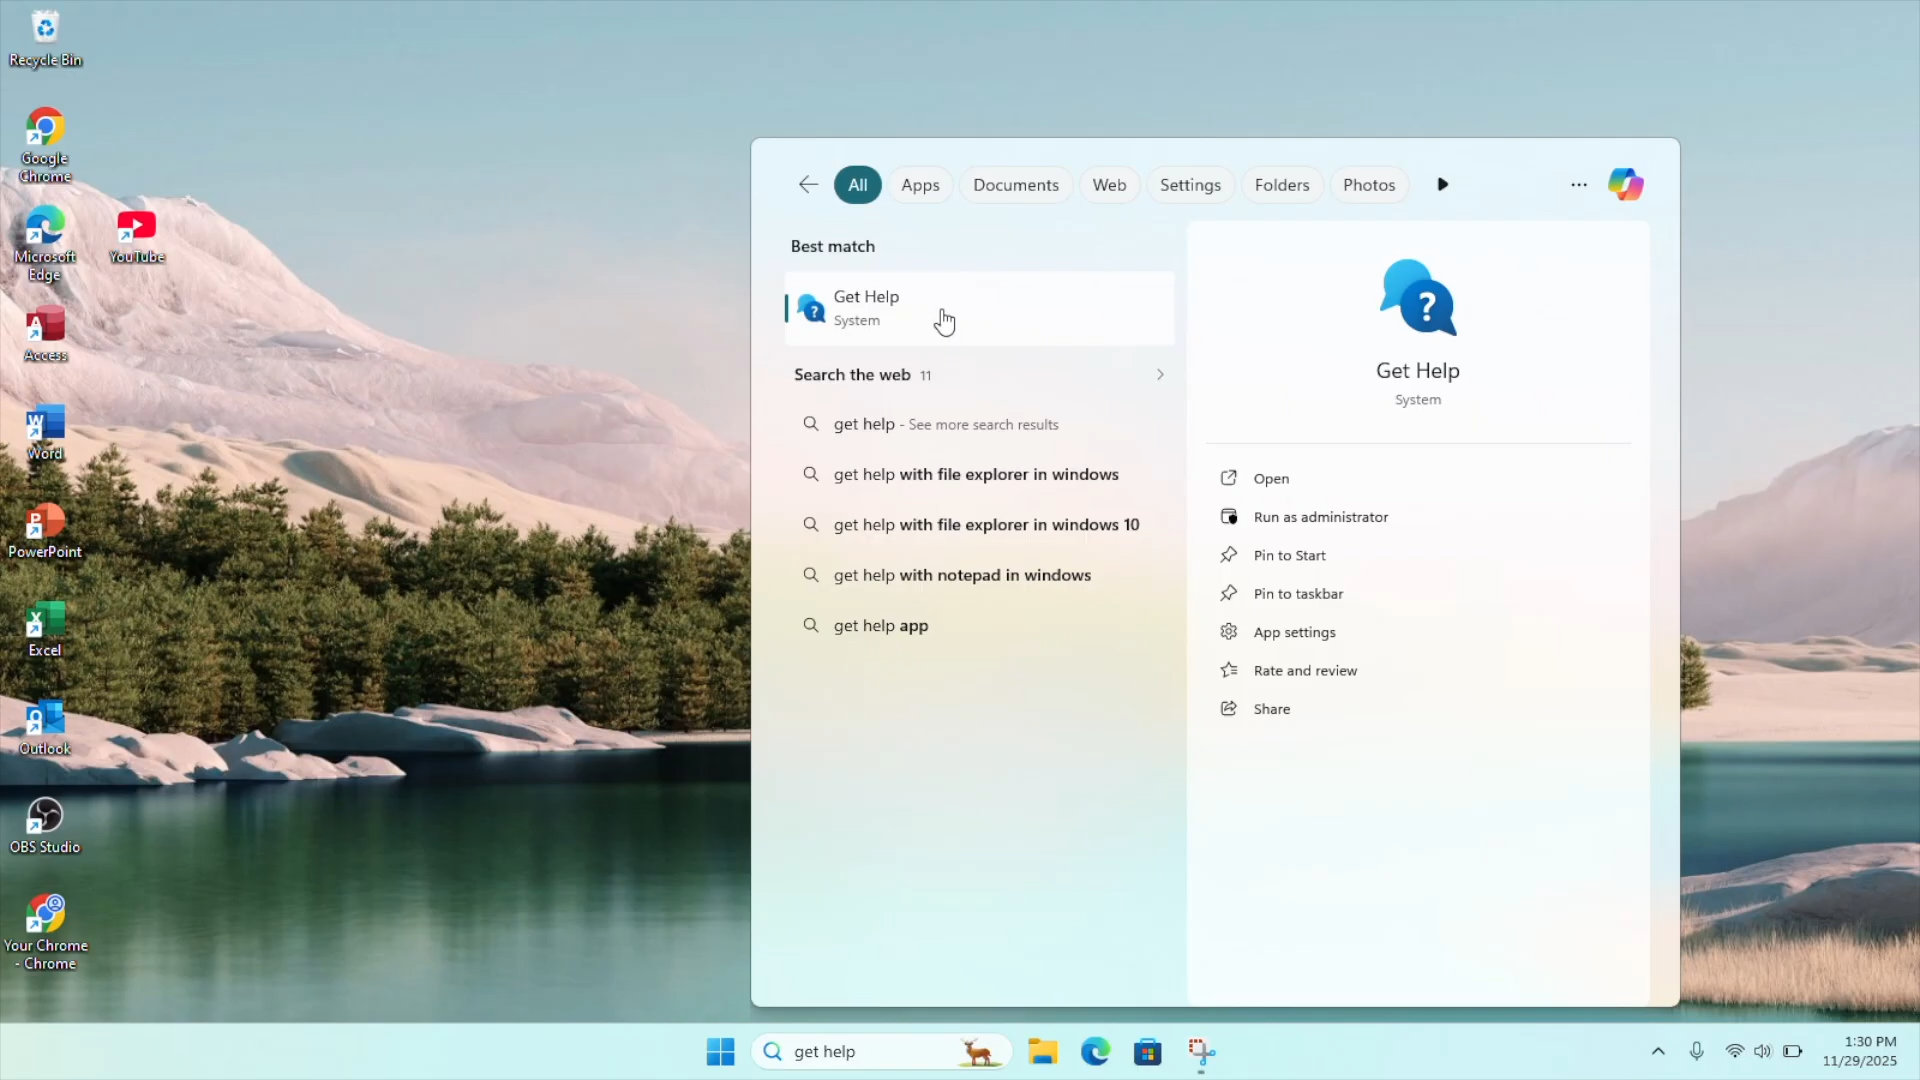 Recycle Bin
Google
Chrome
Microsoft
Edge
YouTube
Access
Word
PowerPoint
Excel
Outlook
OBS Studio
Your Chrome
- Chrome
All
Apps
Documents
Web
Settings
Folders
Photos
...
Best match
Get Help
System
Search the web 11
get help - See more search results
get help with file explorer in windows
get help with file explorer in windows 10
get help with notepad in windows
get help app
Get Help
System
Open
Run as administrator
Pin to Start
Pin to taskbar
App settings
Rate and review
Share
get help
1:30 PM
11/29/2025